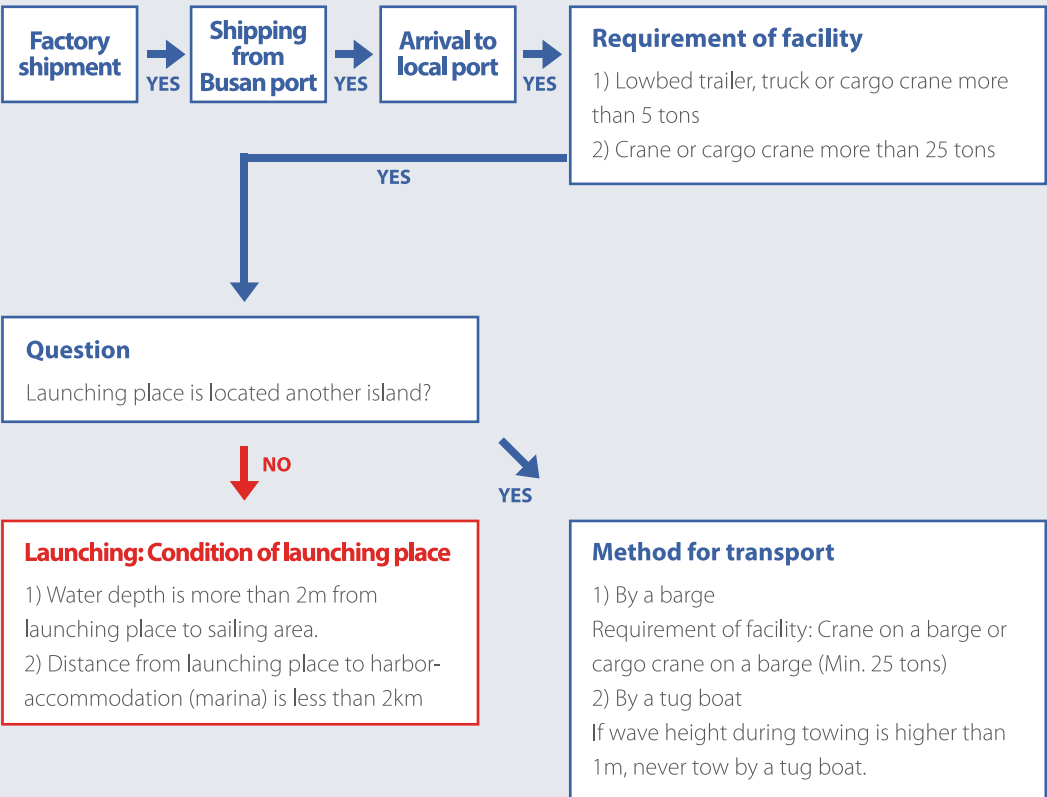 Factory
shipment
YES
Shipping
from
Busan port
YES
Arrival to
local port
YES
Requirement of facility
1) Lowbed trailer, truck or cargo crane more
than 5 tons
2) Crane or cargo crane more than 25 tons
YES
Question
Launching place is located another island?
NO
YES
Launching: Condition of launching place
1) Water depth is more than 2m from
launching place to sailing area.
2) Distance from launching place to harbor-
accommodation (marina) is less than 2km
Method for transport
1) By a barge
Requirement of facility: Crane on a barge or
cargo crane on a barge (Min. 25 tons)
2) By a tug boat
If wave height during towing is higher than
1m, never tow by a tug boat.